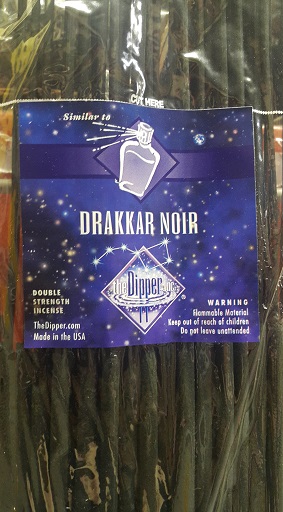 CUT HERE
Similar to
DRAKKAR NOIR
the Dipper
DOUBLE
STRENGTH
INCENSE
TheDipper.com
Made in the USA
WARNING
Flammable Material
Keep out of reach of children
Do not leave unattended